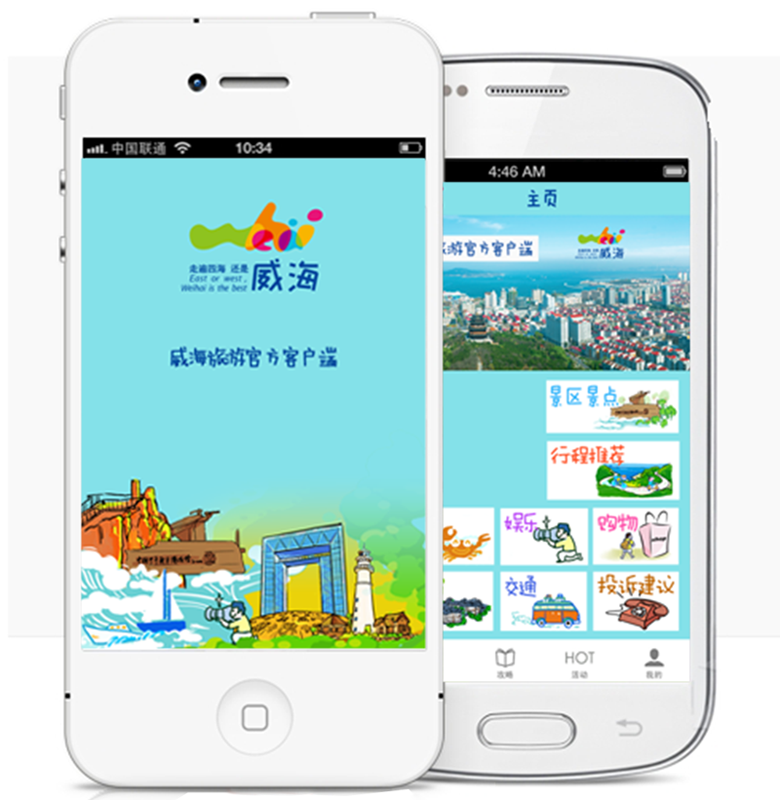 中国联通
10:34
走遍四海 还是
威海
East or west,
Weihai is the best
威海旅游官方客户端
4:46 AM
主页
旅游官方客户端
威海
景区景点
行程推荐
娱乐
购物
交通
投诉建议
攻略
HOT
活动
我的